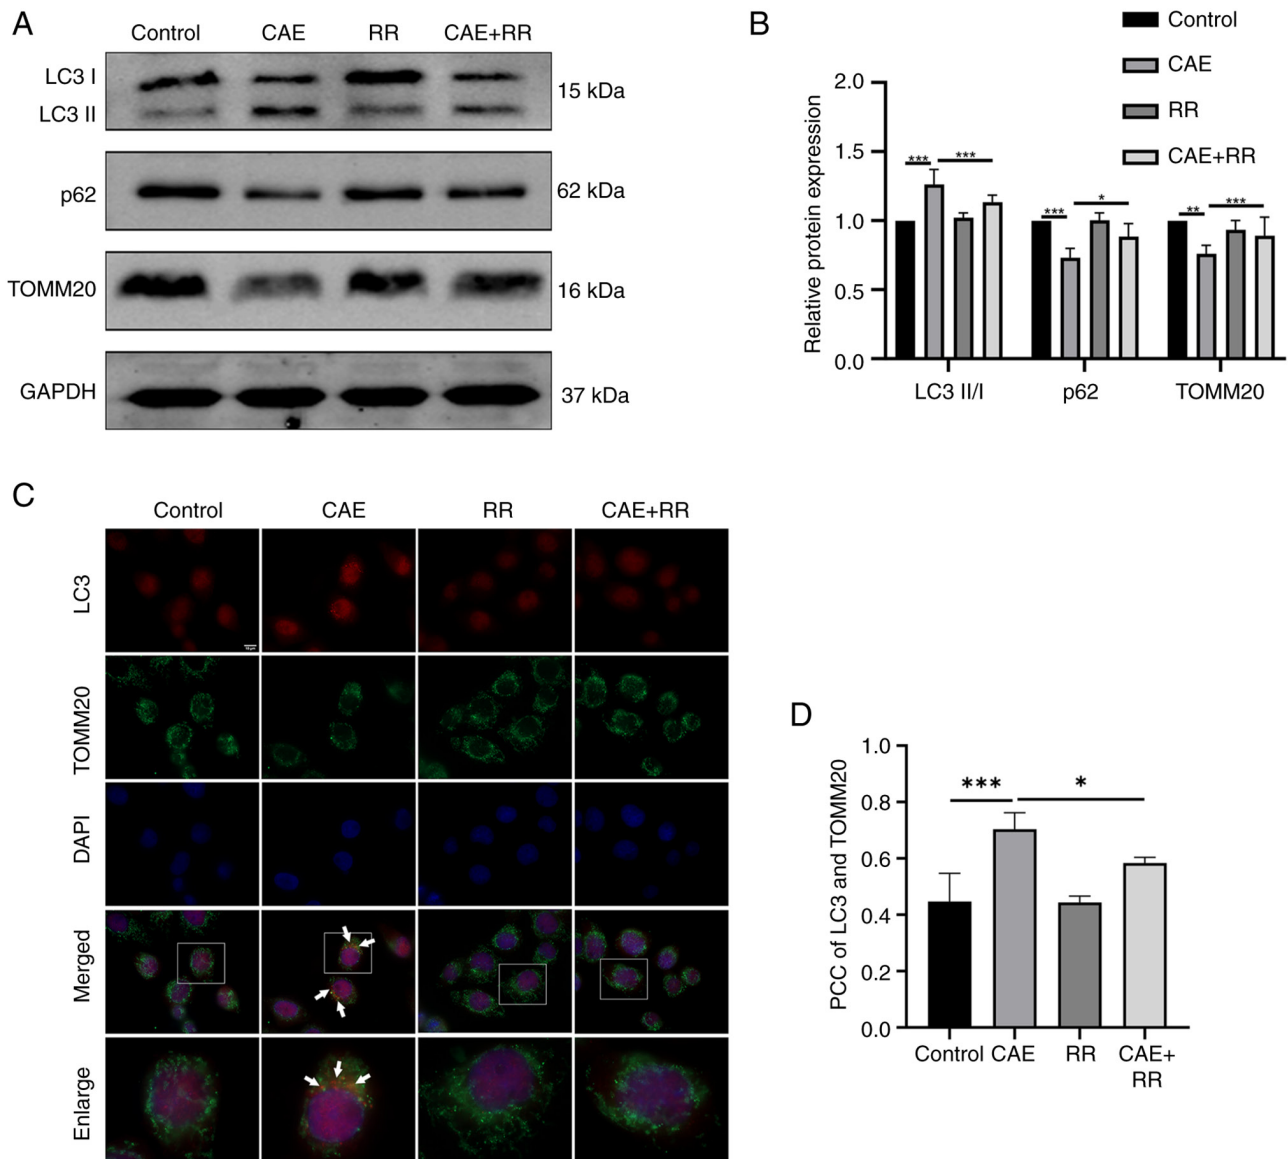 A
Control CAE RR CAE+RR
LC3 I
LC3 II
15 kDa
p62
62 kDa
TOMM20
16 kDa
GAPDH
37 kDa
B
Control
CAE
RR
CAE+RR
Relative protein expression
2.0
1.5
1.0
0.5
0.0
*** ***
*** *
** ***
LC3 II/I p62 TOMM20
C
Control CAE RR CAE+RR
LC3
TOMM20
DAPI
Merged
Enlarge
D
PCC of LC3 and TOMM20
1.0
0.8
0.6
0.4
0.2
0.0
*** *
Control CAE RR CAE+
RR